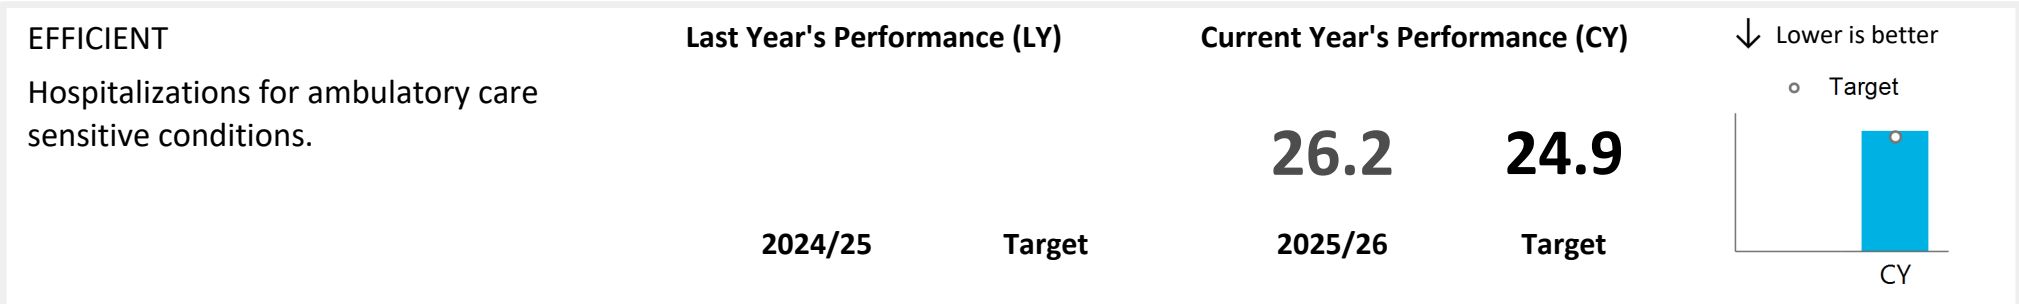 EFFICIENT
Last Year's Performance (LY)
Current Year's Performance (CY)
↓ Lower is better
Hospitalizations for ambulatory care
sensitive conditions.
Target
26.2
24.9
2024/25
Target
2025/26
Target
CY